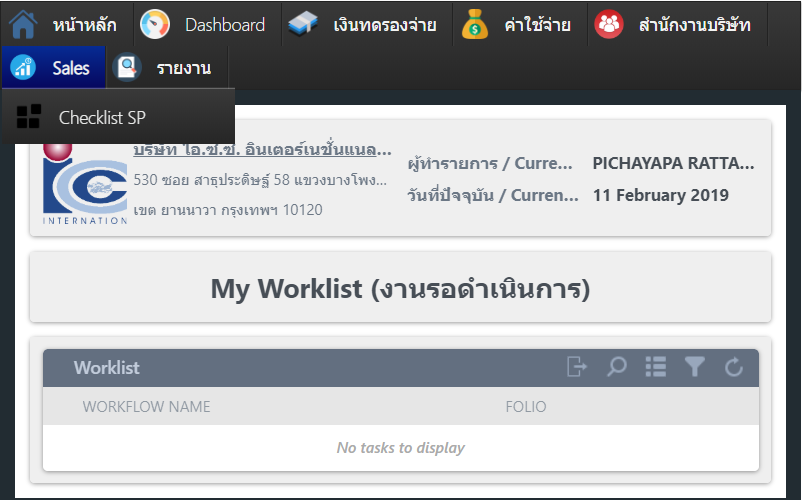 หน้าหลัก Dashboard เงินทดรองจ่าย ค่าใช้จ่าย สำนักงานบริษัท
Sales รายงาน
Checklist SP
บริษัท ไอ.ซี.ซี. อินเตอร์เนชั่นแนล...
530 ซอย สาธุประดิษฐ์ 58 แขวงบางโพง...
เขต ยานนาวา กรุงเทพฯ 10120
INTERNATION
ผู้ทำรายการ / Curre... PICHAYAPA RATTA...
วันที่ปัจจุบัน / Curren... 11 February 2019
My Worklist (งานรอดำเนินการ)
Worklist
WORKFLOW NAME FOLIO
No tasks to display